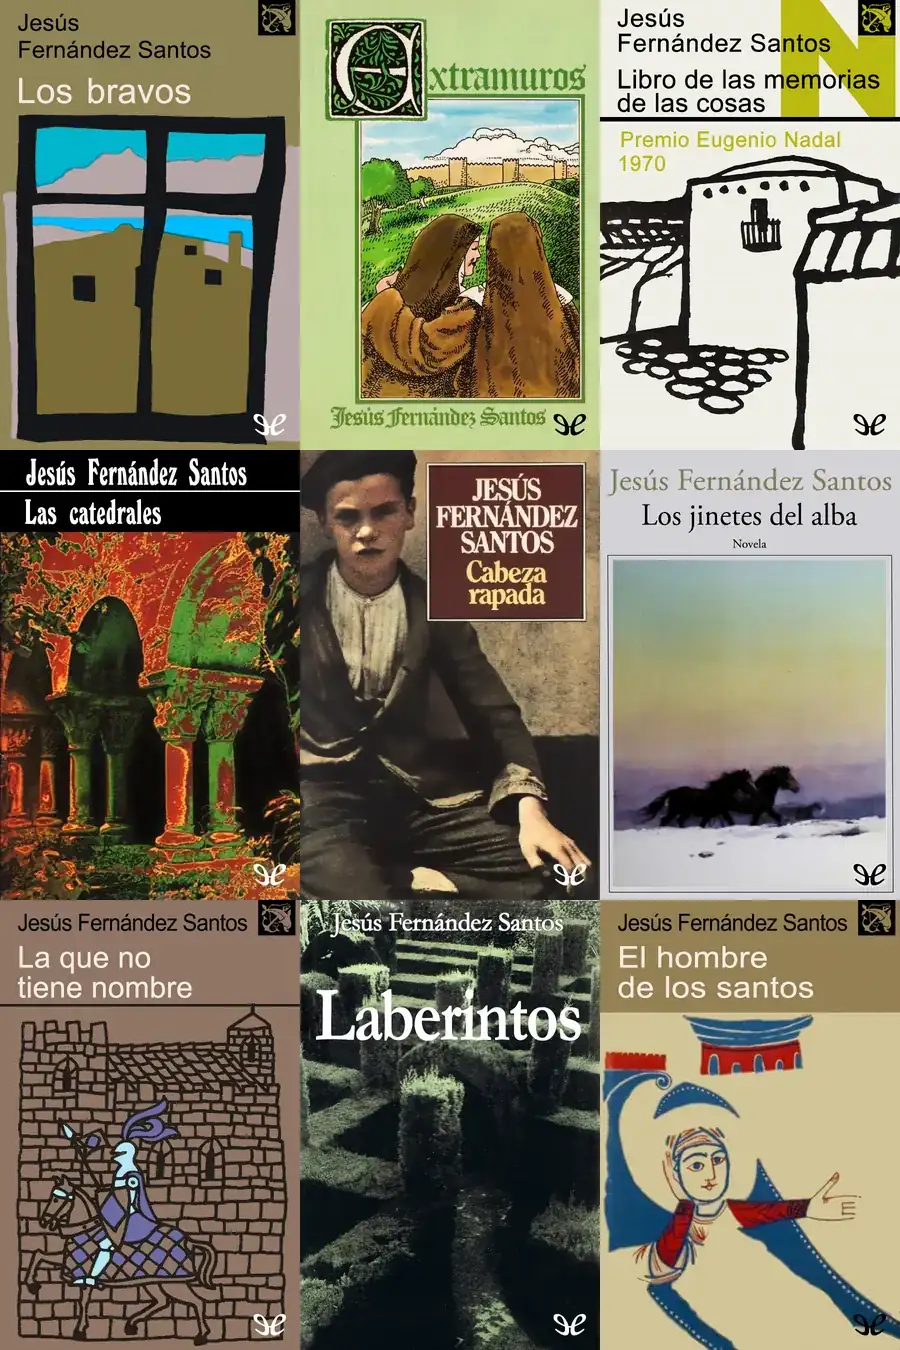 Jesús
Fernández Santos
Los bravos
Extramuros
Jesús Fernández Santos
Jesús
Fernández Santos
Libro de las memorias
de las cosas
Premio Eugenio Nadal
1970
Jesús Fernández Santos
Las catedrales
JESÚS
FERNÁNDEZ
SANTOS
Cabeza
rapada
Jesús Fernández Santos
Los jinetes del alba
Novela
Jesús Fernández Santos
La que no
tiene nombre
Jesús Fernández Santos
Laberintos
Jesús Fernández Santos
El hombre
de los santos